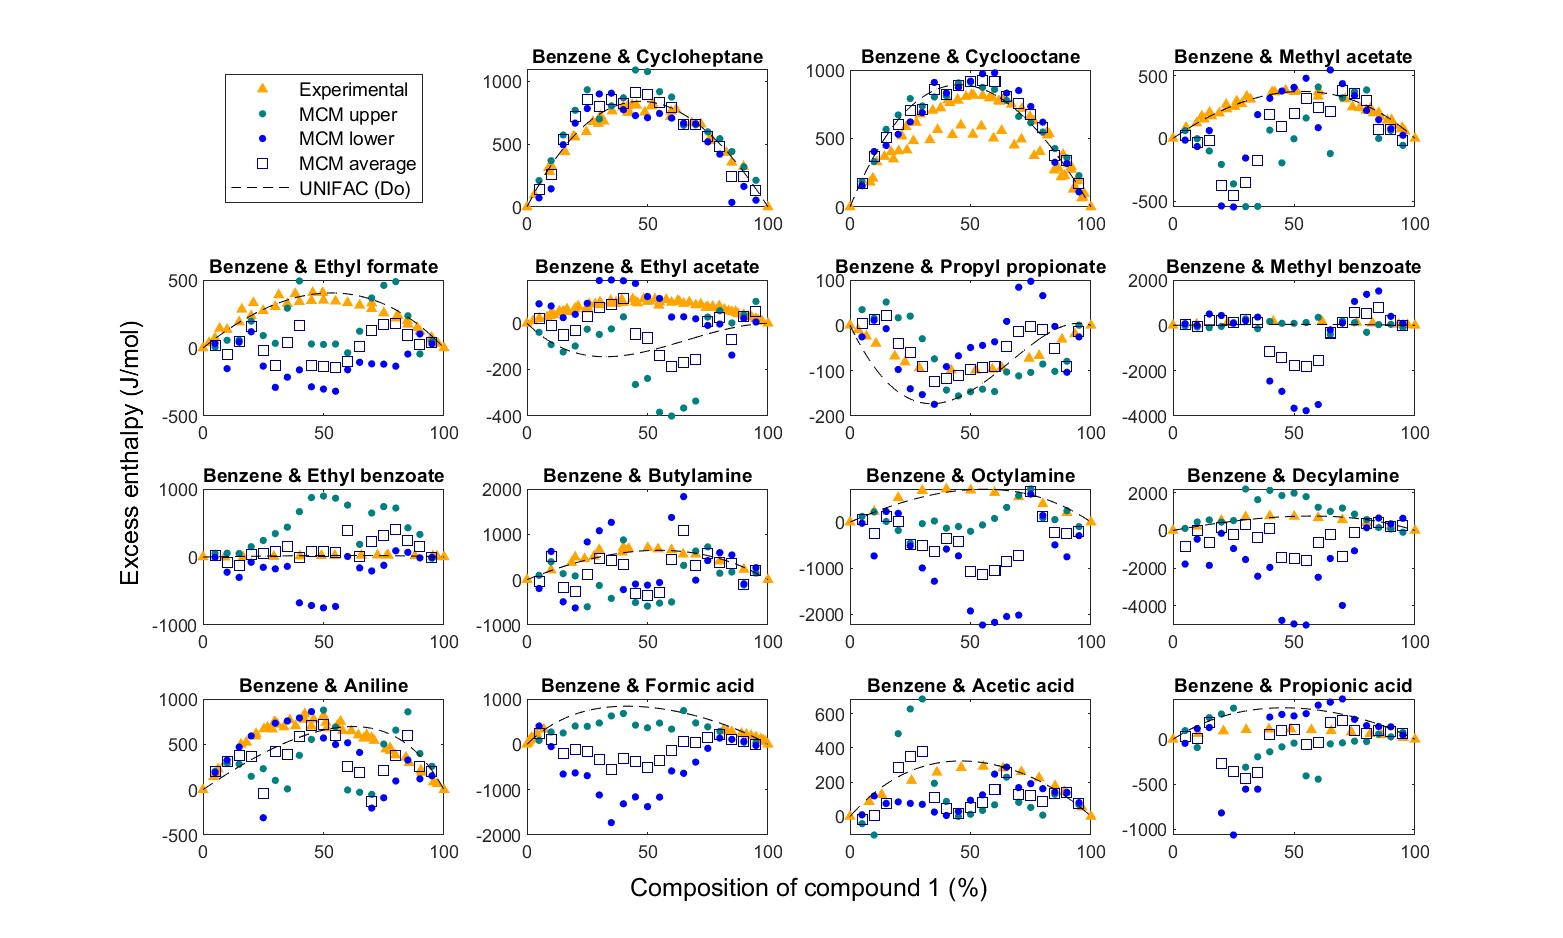 Experimental
MCM upper
MCM lower
MCM average
UNIFAC (Do)
Benzene & Cycloheptane
1000
500
0
0 50 100
Benzene & Cyclooctane
1000
500
0
0 50 100
Benzene & Methyl acetate
500
0
-500
0 50 100
Benzene & Ethyl formate
500
0
-500
0 50 100
Benzene & Ethyl acetate
0
-200
-400
0 50 100
Benzene & Propyl propionate
100
0
-100
-200
0 50 100
Benzene & Methyl benzoate
2000
0
-2000
-4000
0 50 100
Benzene & Ethyl benzoate
1000
0
-1000
0 50 100
Benzene & Butylamine
2000
1000
0
-1000
0 50 100
Benzene & Octylamine
0
-1000
-2000
0 50 100
Benzene & Decylamine
2000
0
-2000
-4000
0 50 100
Benzene & Aniline
1000
500
0
-500
0 50 100
Benzene & Formic acid
1000
0
-1000
-2000
0 50 100
Benzene & Acetic acid
600
400
200
0
0 50 100
Benzene & Propionic acid
0
-500
-1000
0 50 100
Excess enthalpy (J/mol)
Composition of compound 1 (%)